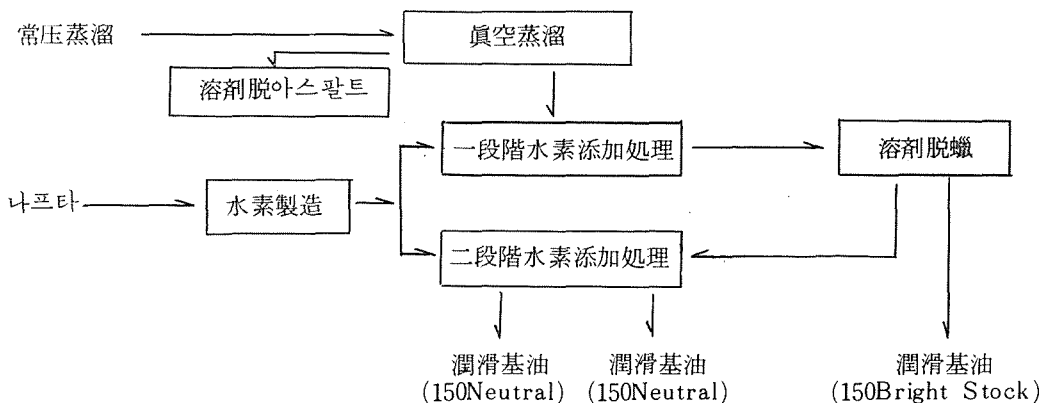 常圧蒸溜
眞空蒸溜
溶剤脱아스팔트
一段階水素添加処理
溶剤脱蠟
나프타
水素製造
二段階水素添加処理
潤滑基油
(150Neutral)
潤滑基油
(150Neutral)
潤滑基油
(150Bright Stock)